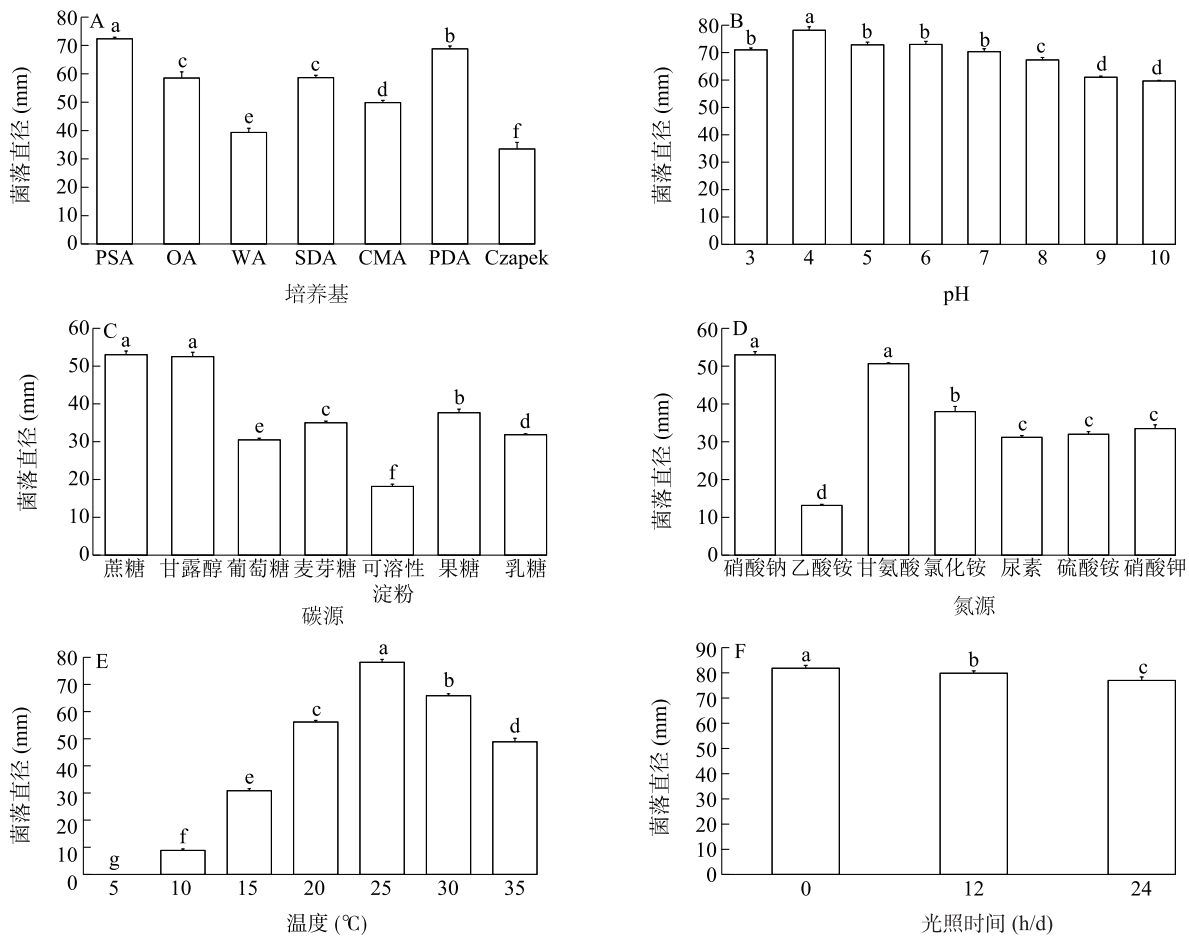 A
菌落直径 (mm)
80
70
60
50
40
30
20
10
0
a
c
e
c
d
b
f
PSA OA WA SDA CMA PDA Czapek
培养基
B
菌落直径 (mm)
80
70
60
50
40
30
20
10
0
b
a
b
b
b
c
d
d
3 4 5 6 7 8 9 10
pH
C
菌落直径 (mm)
60
50
40
30
20
10
0
a
a
e
c
f
b
d
蔗糖 甘露醇 葡萄糖 麦芽糖 可溶性 果糖 乳糖
淀粉
碳源
D
菌落直径 (mm)
60
50
40
30
20
10
0
a
d
a
b
c
c
c
硝酸钠 乙酸铵 甘氨酸 氯化铵 尿素 硫酸铵 硝酸钾
氮源
E
菌落直径 (mm)
80
70
60
50
40
30
20
10
0
g
f
e
c
a
b
d
5 10 15 20 25 30 35
温度 (℃)
F
菌落直径 (mm)
90
80
70
60
50
40
30
20
10
0
a
b
c
0 12 24
光照时间 (h/d)